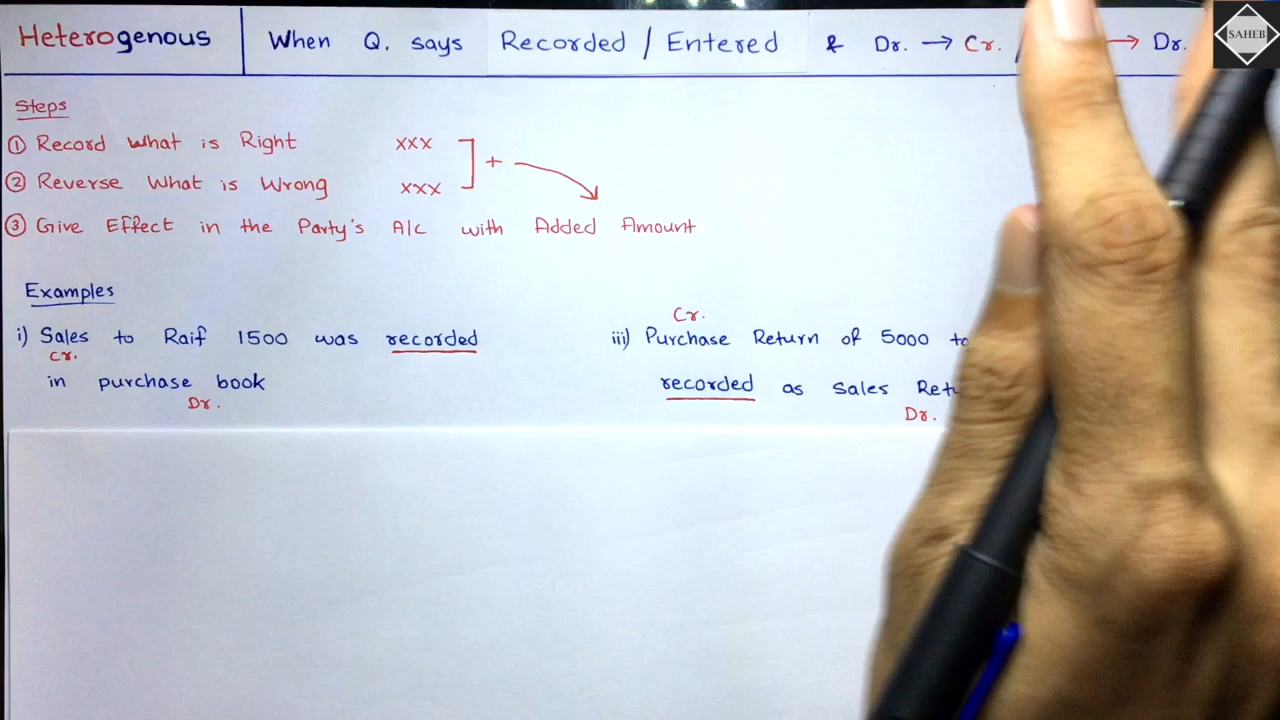 Heterogenous When Q. says Recorded / Entered & Dr. → Cr. / → Dr.
SAHEB
Steps
① Record What is Right xxx
+
② Reverse What is Wrong xxx
③ Give Effect in the Party's A/c with Added Amount
Examples
i) Sales to Raif 1500 was recorded
Cr.
in purchase book
Dr.
Cr.
iii) Purchase Return of 5000 to
recorded as Sales
Dr.